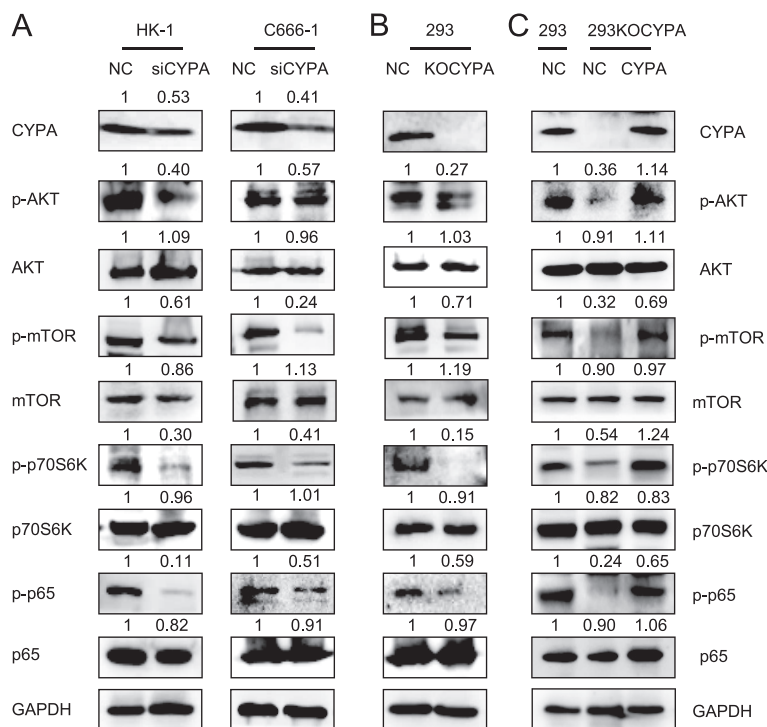 A B C
HK-1 C666-1 293 293 293KOCYPA
NC siCYPA NC siCYPA NC KOCYPA NC NC CYPA
1 0.53 1 0.41
CYPA CYPA
1 0.40 1 0.57 1 0.27 1 0.36 1.14
p-AKT p-AKT
1 1.09 1 0.96 1 1.03 1 0.91 1.11
AKT AKT
1 0.61 1 0.24 1 0.71 1 0.32 0.69
p-mTOR p-mTOR
1 0.86 1 1.13 1 1.19 1 0.90 0.97
mTOR mTOR
1 0.30 1 0.41 1 0.15 1 0.54 1.24
p-p70S6K p-p70S6K
1 0.96 1 1.01 1 0..91 1 0.82 0.83
p70S6K p70S6K
1 0.11 1 0.51 1 0.59 1 0.24 0.65
p-p65 p-p65
1 0.82 1 0.91 1 0.97 1 0.90 1.06
p65 p65
GAPDH GAPDH